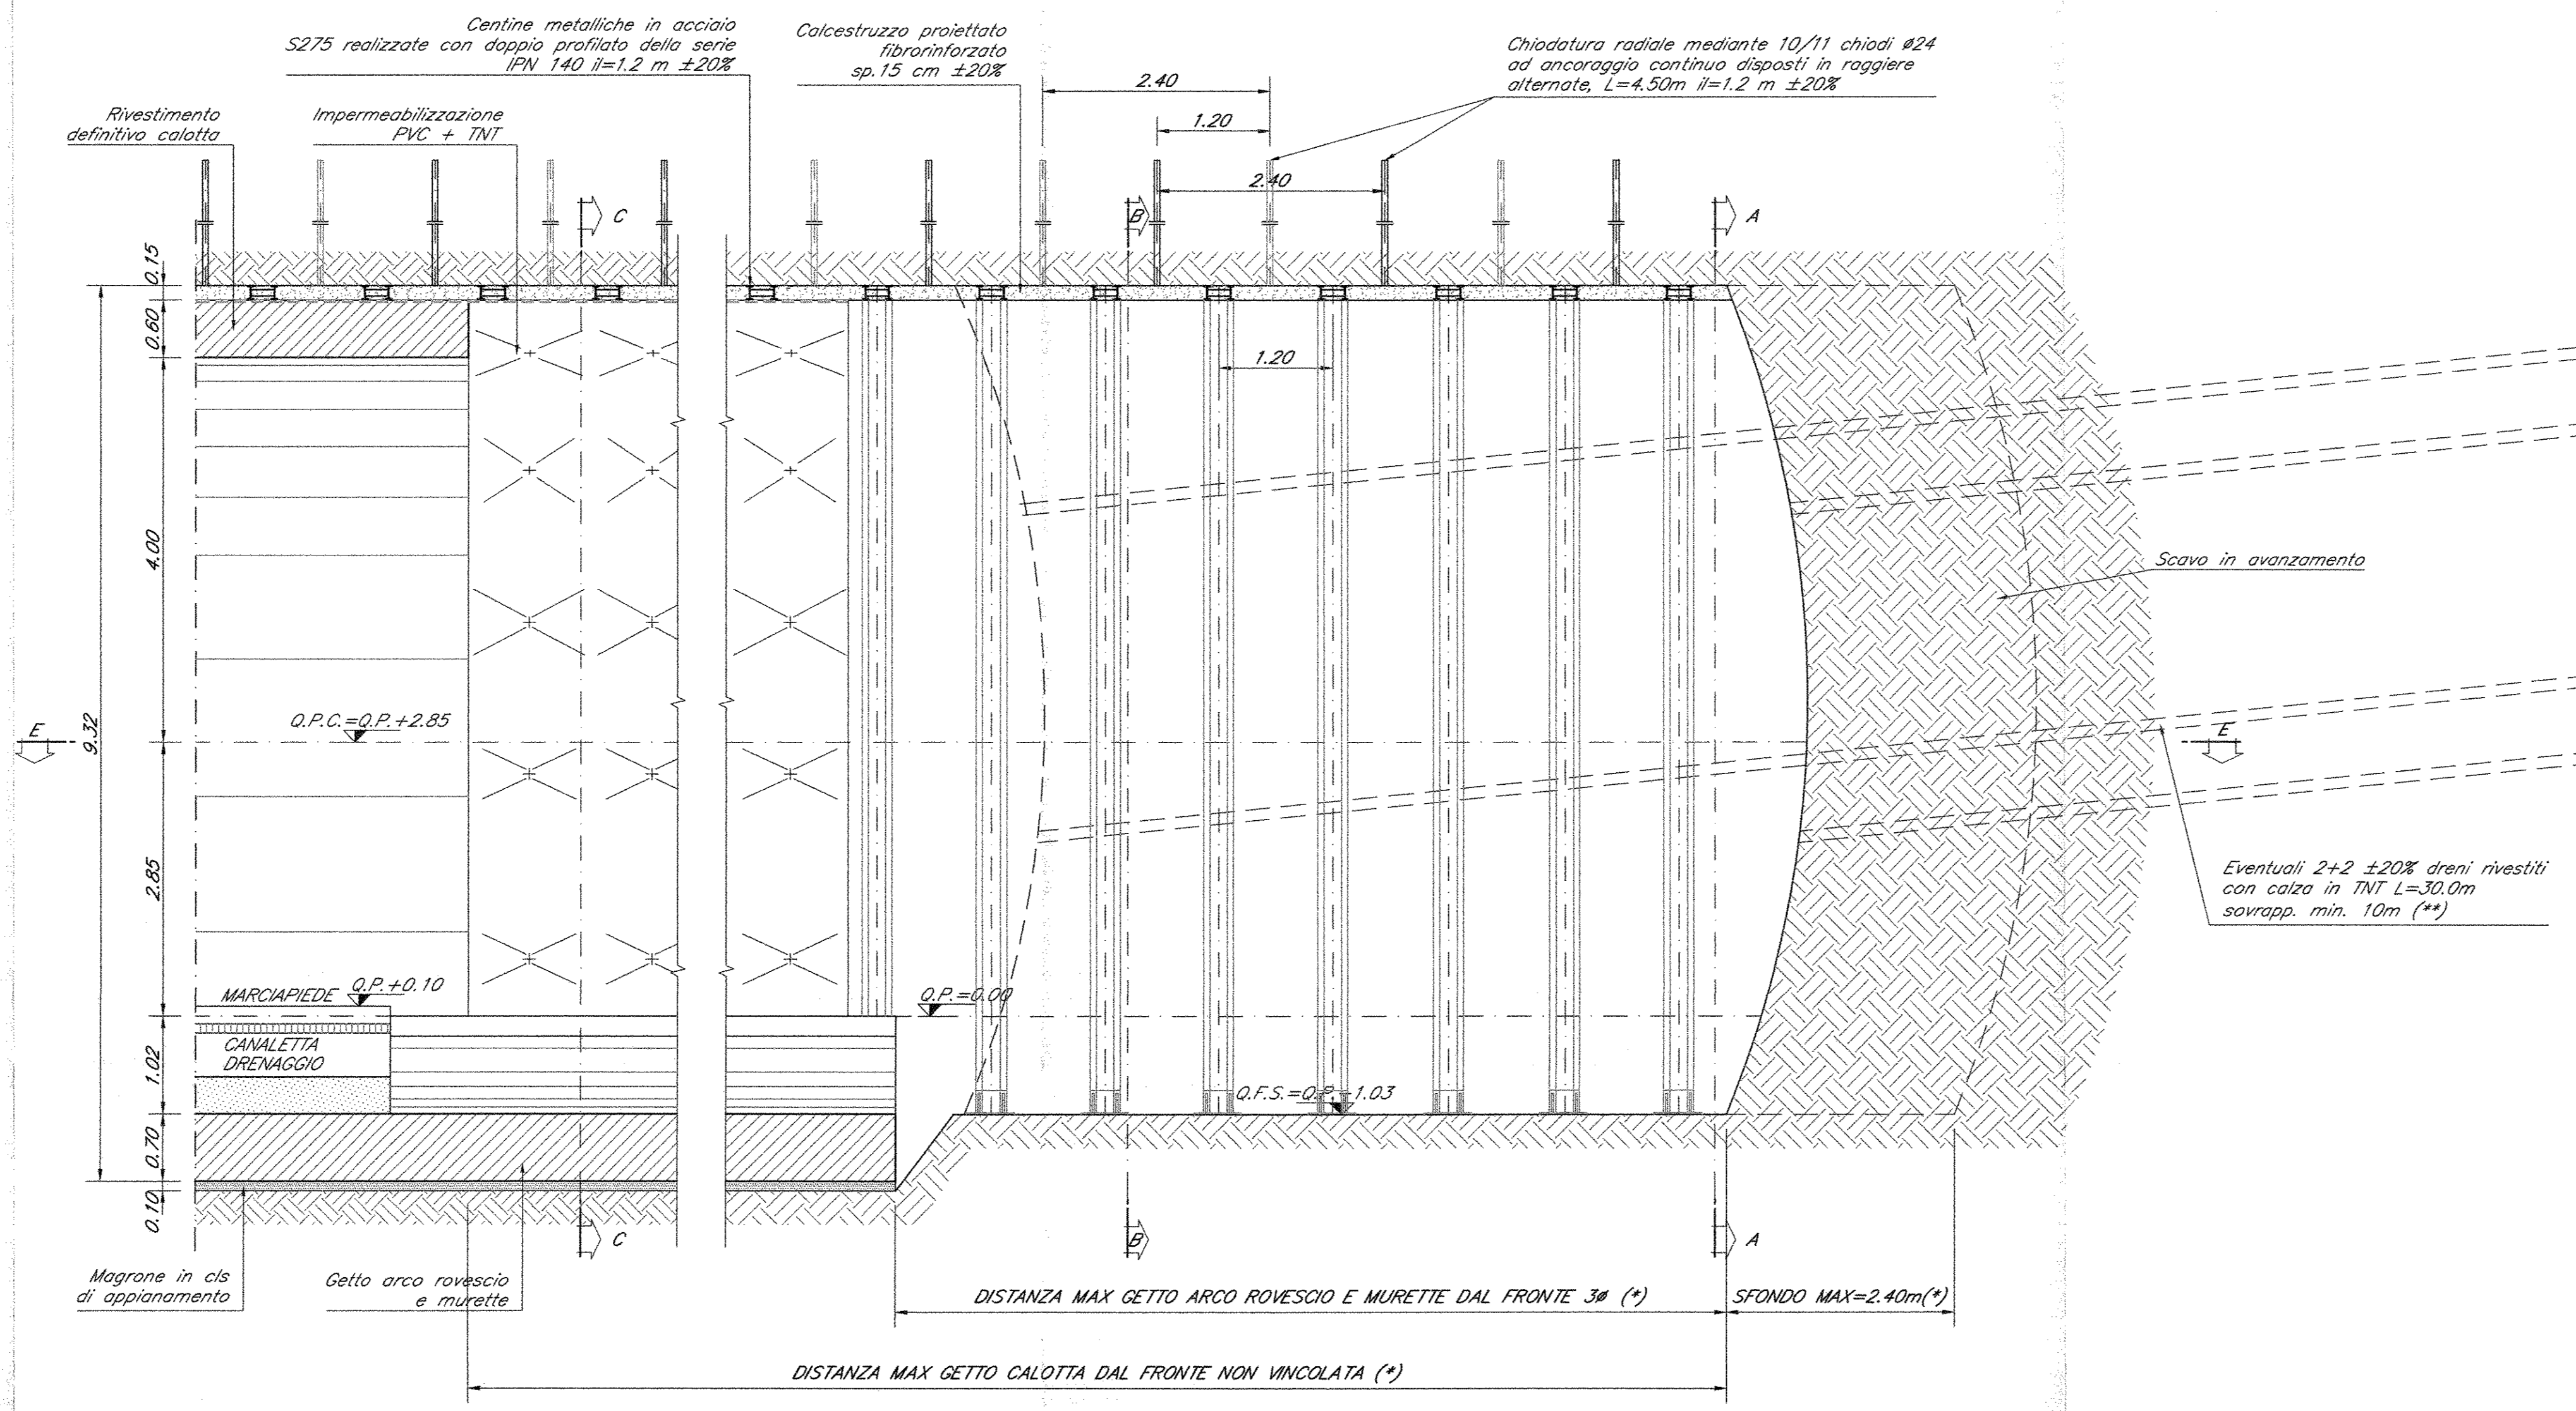 Centine metalliche in acciaio
S275 realizzate con doppio profilato della serie
IPN 140 il=1.2 m ±20%
Calcestruzzo proiettato
fibrorinforzato
sp.15 cm ±20%
Chiodatura radiale mediante 10/11 chiodi ø24
ad ancoraggio continuo disposti in raggiere
alternate, L=4.50m il=1.2 m ±20%
Rivestimento
definitivo calotta
Impermeabilizzazione
PVC + TNT
2.40
1.20
2.40
C
B
A
0.15
0.60
4.00
9.32
2.85
1.02
0.70
0.10
1.20
Scavo in avanzamento
E
Q.P.C.=Q.P.+2.85
E
Eventuali 2+2 ±20% dreni rivestiti
con calza in TNT L=30.0m
sovrapp. min. 10m (**)
MARCIAPIEDE
Q.P.+0.10
Q.P.=0.00
CANALETTA
DRENAGGIO
Q.F.S.=Q.P.-1.03
C
B
A
Magrone in cls
di appianamento
Getto arco rovescio
e murette
DISTANZA MAX GETTO ARCO ROVESCIO E MURETTE DAL FRONTE 3ø (*)
SFONDO MAX=2.40m(*)
DISTANZA MAX GETTO CALOTTA DAL FRONTE NON VINCOLATA (*)